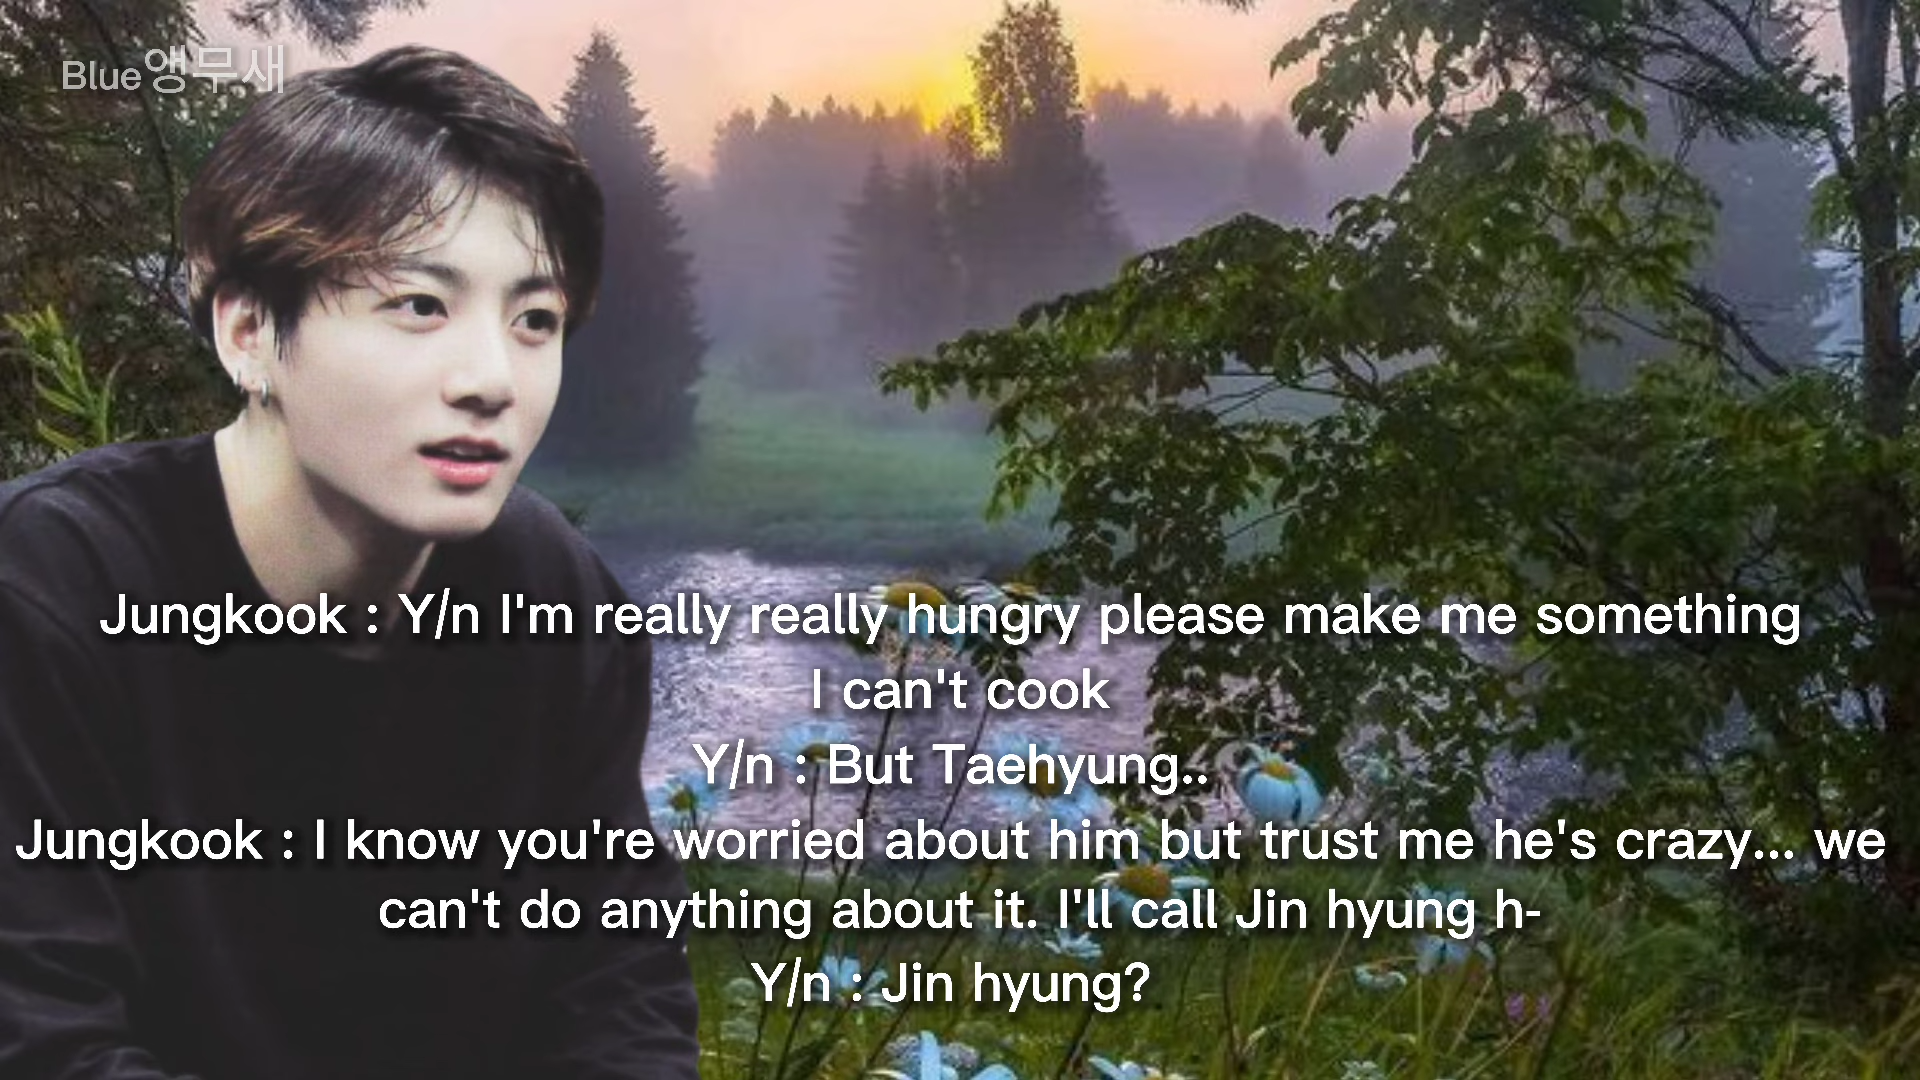 Blue앵무새
Jungkook : Y/n I'm really really hungry please make me something
I can't cook
Y/n : But Taehyung..
Jungkook : I know you're worried about him but trust me he's crazy... we
can't do anything about it. I'll call Jin hyung h-
Y/n : Jin hyung?